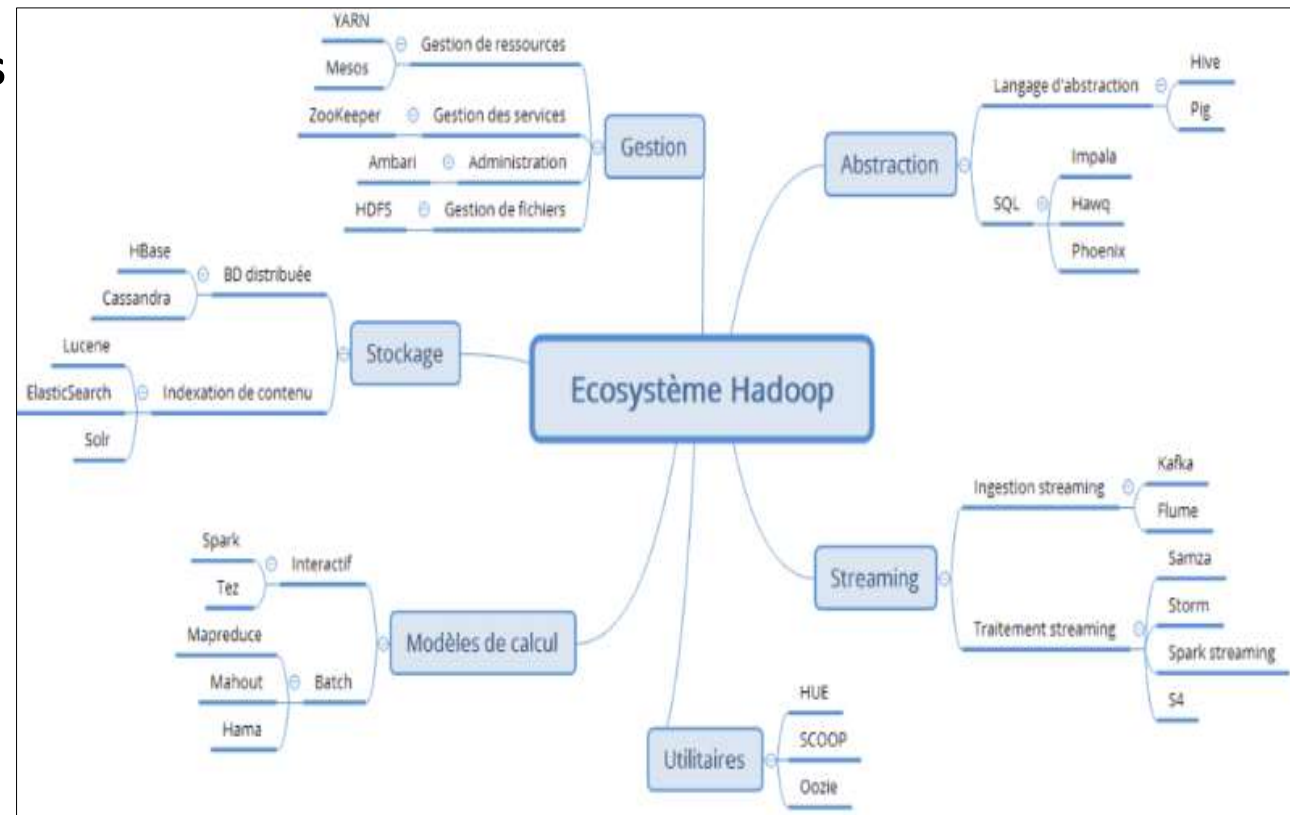 s
YARN
Mesos
Gestion de ressources
ZooKeeper
Gestion des services
Ambari
Administration
HDFS
Gestion de fichiers
Gestion
HBase
Cassandra
BD distribuée
Lucene
ElasticSearch
Solr
Indexation de contenu
Stockage
Ecosystème Hadoop
Abstraction
Langage d'abstraction
Hive
Pig
SQL
Impala
Hawq
Phoenix
Spark
Tez
Interactif
Mapreduce
Mahout
Hama
Batch
Modèles de calcul
Streaming
Ingestion streaming
Kafka
Flume
Traitement streaming
Samza
Storm
Spark streaming
S4
Utilitaires
HUE
SCOOP
Oozie